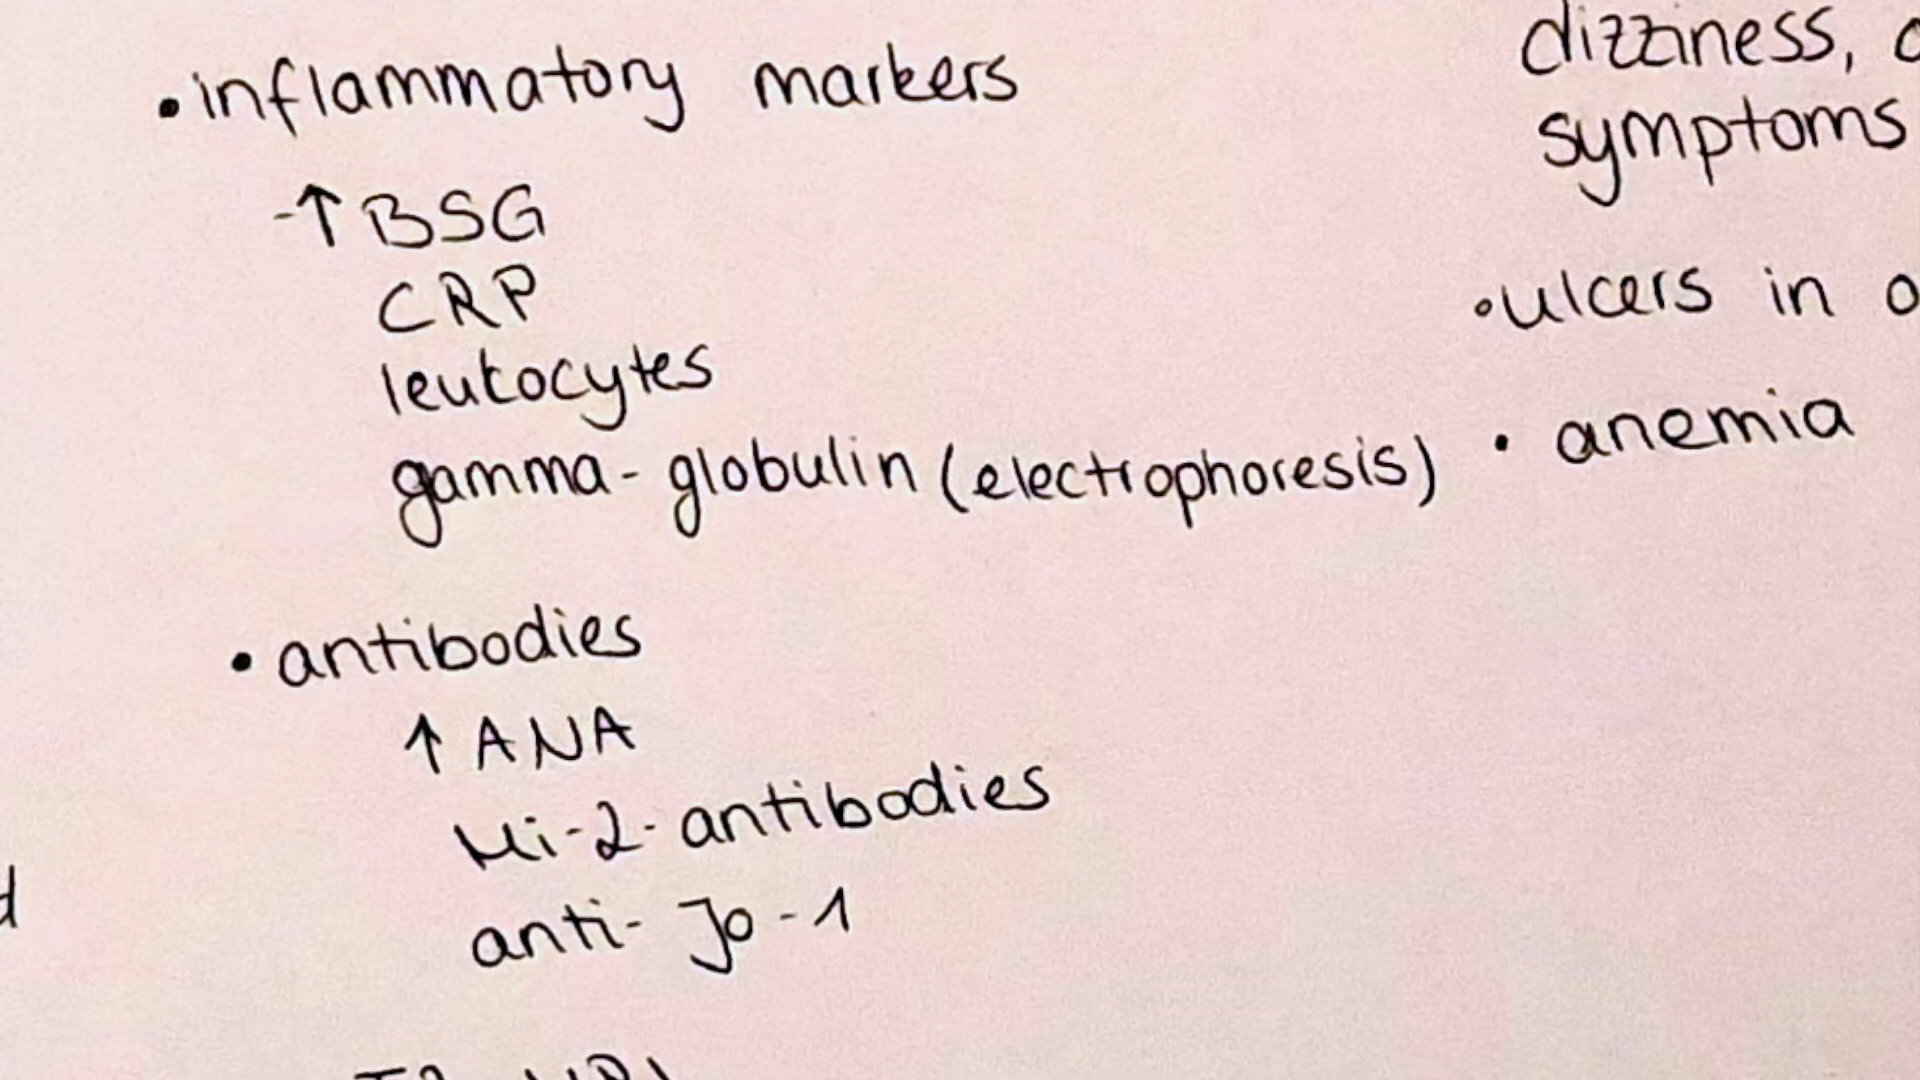 • inflammatory markers
-↑ BSG
CRP
leukocytes
gamma-globulin (electrophoresis)
• antibodies
↑ ANA
Mi-2-antibodies
anti-Jo-1
dizziness,
symptoms
• ulcers in
• anemia